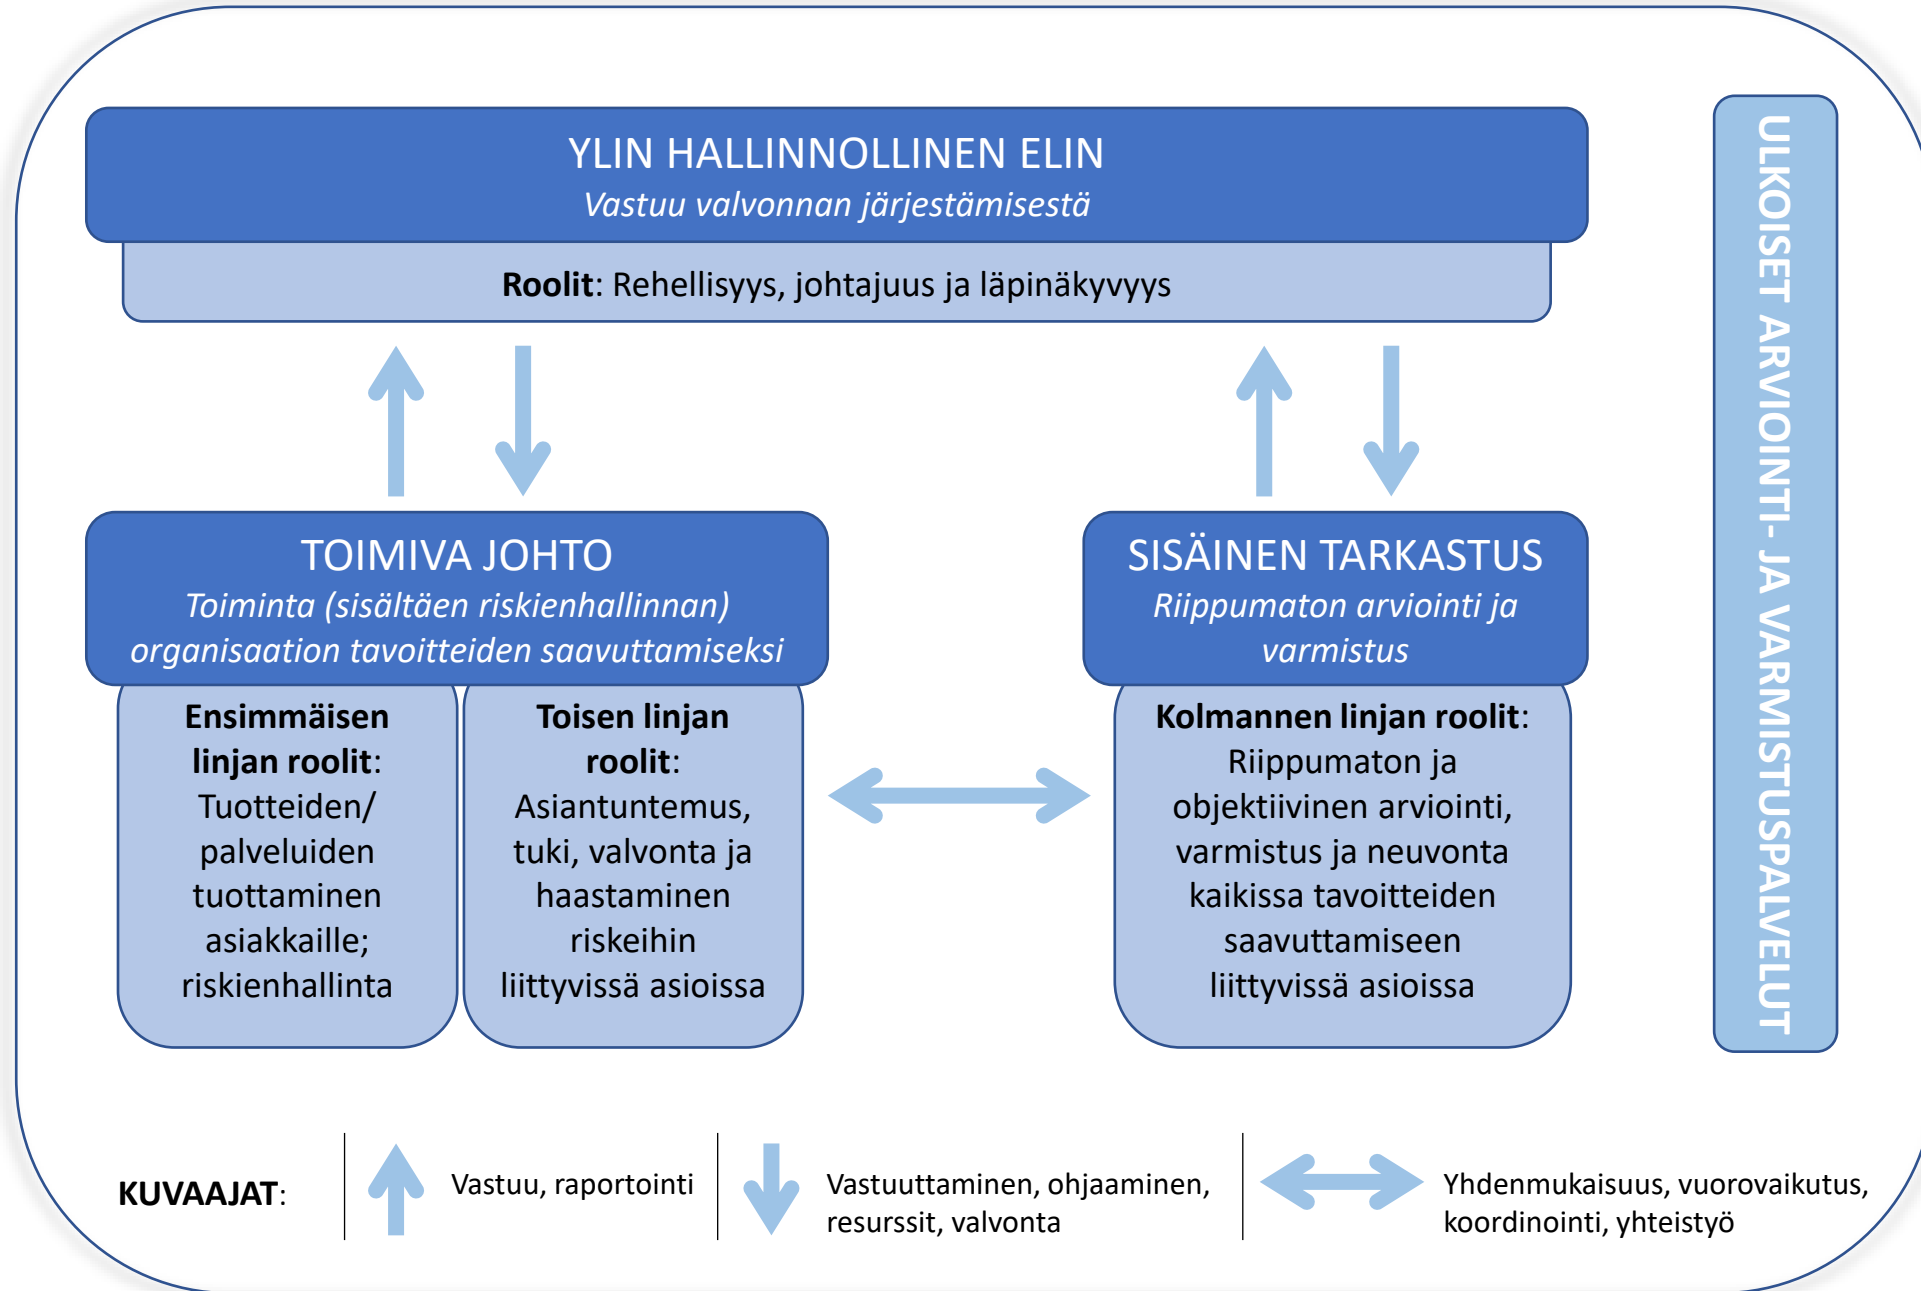 YLIN HALLINNOLLINEN ELIN
Vastuu valvonnan järjestämisestä
Roolit: Rehellisyys, johtajuus ja läpinäkyvyys
TOIMIVA JOHTO
Toiminta (sisältäen riskienhallinnan)
organisaation tavoitteiden saavuttamiseksi
Ensimmäisen
linjan roolit:
Tuotteiden/
palveluiden
tuottaminen
asiakkaille;
riskienhallinta
Toisen linjan
roolit:
Asiantuntemus,
tuki, valvonta ja
haastaminen
riskeihin
liittyvissä asioissa
SISÄINEN TARKASTUS
Riippumaton arviointi ja
varmistus
Kolmannen linjan roolit:
Riippumaton ja
objektiivinen arviointi,
varmistus ja neuvonta
kaikissa tavoitteiden
saavuttamiseen
liittyvissä asioissa
ULKOISET ARVIOINTI- JA VARMISTUSPALVELUT
KUVAAJAT:
Vastuu, raportointi
Vastuuttaminen, ohjaaminen,
resurssit, valvonta
Yhdenmukaisuus, vuorovaikutus,
koordinointi, yhteistyö